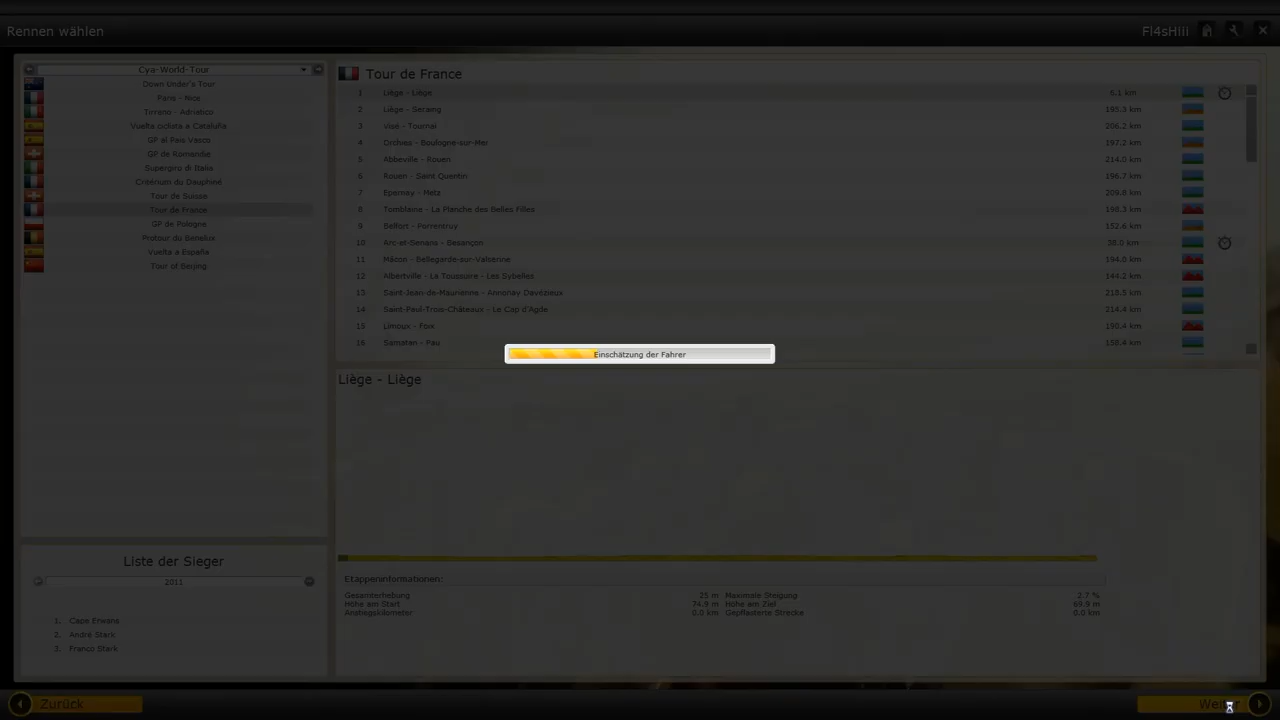 Rennen wählen
Fl4sHIII
Cya-World-Tour
Down Under's Tour
Paris - Nice
Tirreno - Adriatico
Vuelta ciclista a Cataluña
GP al Pais Vasco
GP de Romandie
Supergiro di Italia
Critérium du Dauphiné
Tour de Suisse
Tour de France
GP de Pologne
Protour du Benelux
Vuelta a España
Tour of Beijing
Tour de France
1 Liège - Liège 6.1 km
2 Liège - Seraing 195.3 km
3 Visé - Tournai 206.2 km
4 Orchies - Boulogne-sur-Mer 197.2 km
5 Abbeville - Rouen 214.0 km
6 Rouen - Saint Quentin 196.7 km
7 Epernay - Metz 209.8 km
8 Tomblaine - La Planche des Belles Filles 198.3 km
9 Belfort - Porrentruy 152.6 km
10 Arc-et-Senans - Besançon 38.0 km
11 Mâcon - Bellegarde-sur-Valserine 194.0 km
12 Albertville - La Toussuire - Les Sybelles 144.2 km
13 Saint-Jean-de-Maurienne - Annonay Davézieux 218.5 km
14 Saint-Paul-Trois-Châteaux - Le Cap d'Agde 214.4 km
15 Limoux - Foix 190.4 km
16 Samatan - Pau 158.4 km
Einschätzung der Fahrer
Liège - Liège
Etappeninformationen:
Gesamterhebung 25 m Maximale Steigung 2.7 %
Höhe am Start 74.9 m Höhe am Ziel 69.9 m
Anstiegskilometer 0.0 km Gepflasterte Strecke 0.0 km
Liste der Sieger
2011
1. Cape Erwans
2. André Stark
3. Franco Stark
Zurück
Weiter